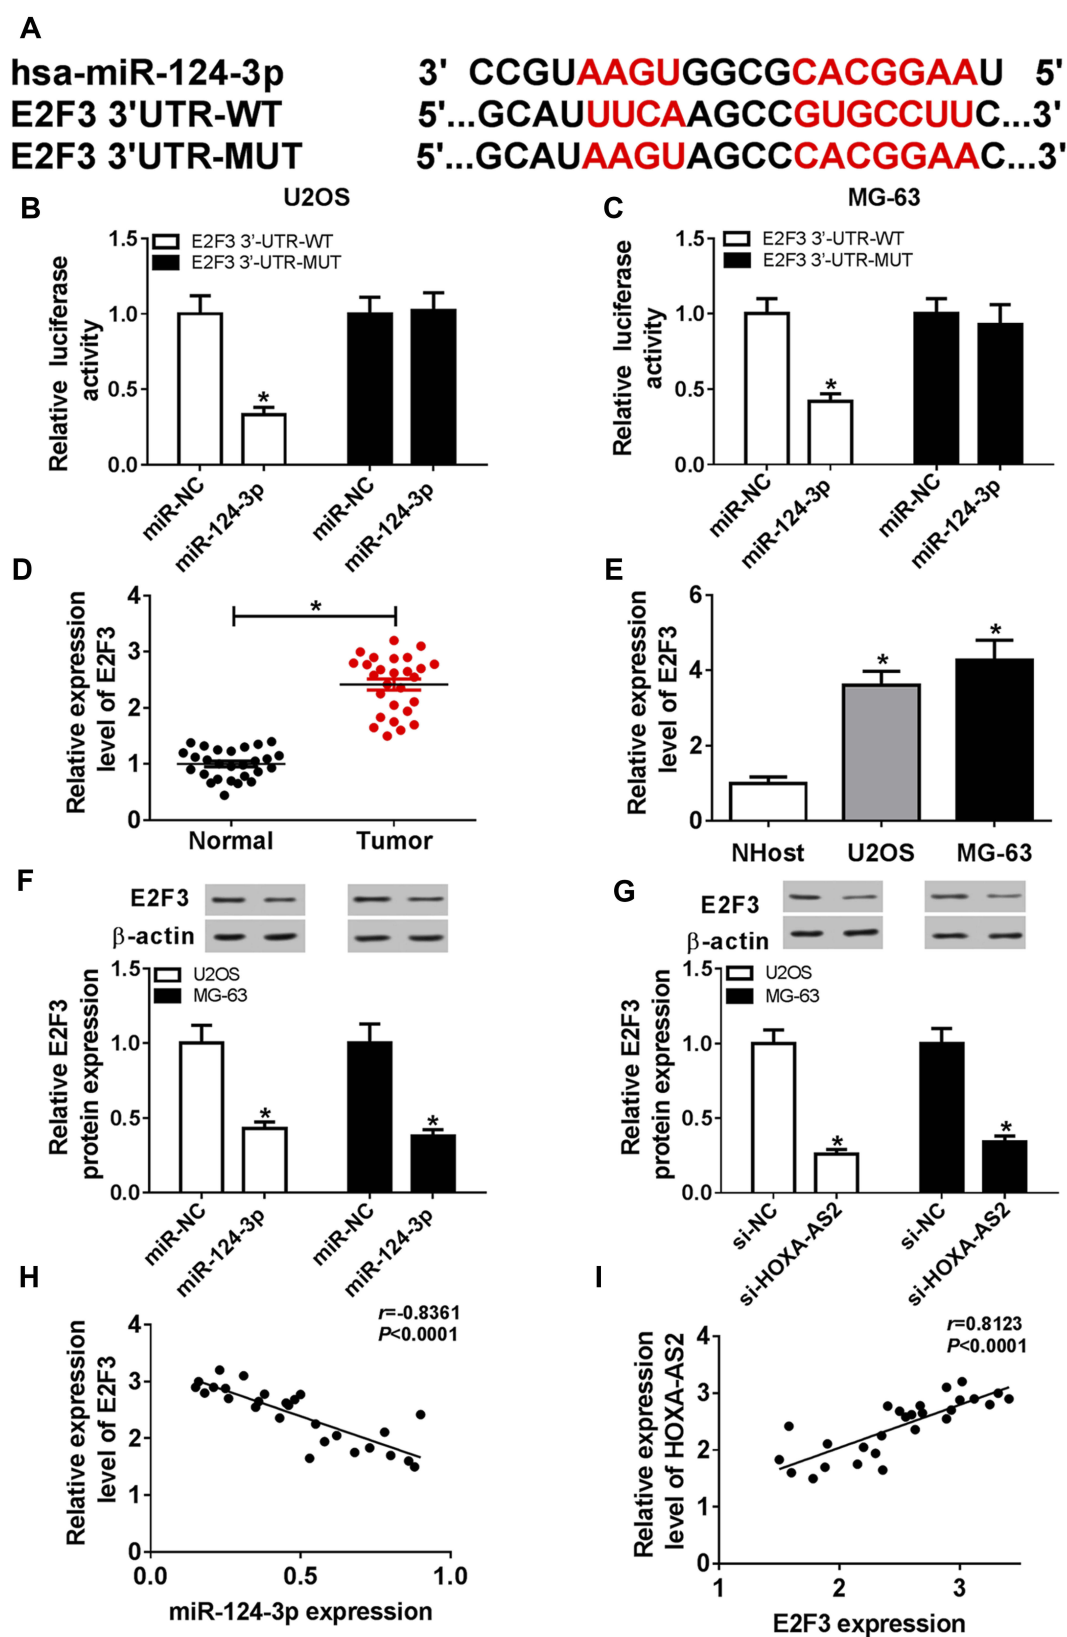 A
hsa-miR-124-3p 3' CCGUAAGUGGCGCACGGAAU 5'
E2F3 3'UTR-WT 5'...GCAUUUCAAGCCGUGCCUUC...3'
E2F3 3'UTR-MUT 5'...GCAUAAGUAGCCCACGGAAC...3'
B
U2OS
Relative luciferase
activity
1.5
1.0
0.5
0.0
E2F3 3'-UTR-WT
E2F3 3'-UTR-MUT
*
miR-NC
miR-124-3p
miR-NC
miR-124-3p
C
MG-63
Relative luciferase
activity
1.5
1.0
0.5
0.0
E2F3 3'-UTR-WT
E2F3 3'-UTR-MUT
*
miR-NC
miR-124-3p
miR-NC
miR-124-3p
D
Relative expression
level of E2F3
4
3
2
1
0
*
Normal
Tumor
E
Relative expression
level of E2F3
6
4
2
0
*
*
NHost
U2OS
MG-63
F
E2F3
β-actin
Relative E2F3
protein expression
1.5
1.0
0.5
0.0
U2OS
MG-63
*
*
miR-NC
miR-124-3p
miR-NC
miR-124-3p
G
E2F3
β-actin
Relative E2F3
protein expression
1.5
1.0
0.5
0.0
U2OS
MG-63
*
*
si-NC
si-HOXA-AS2
si-NC
si-HOXA-AS2
H
r=-0.8361
P<0.0001
Relative expression
level of E2F3
4
3
2
1
0
0.0
0.5
1.0
miR-124-3p expression
I
r=0.8123
P<0.0001
Relative expression
level of HOXA-AS2
4
3
2
1
0
1
2
3
E2F3 expression